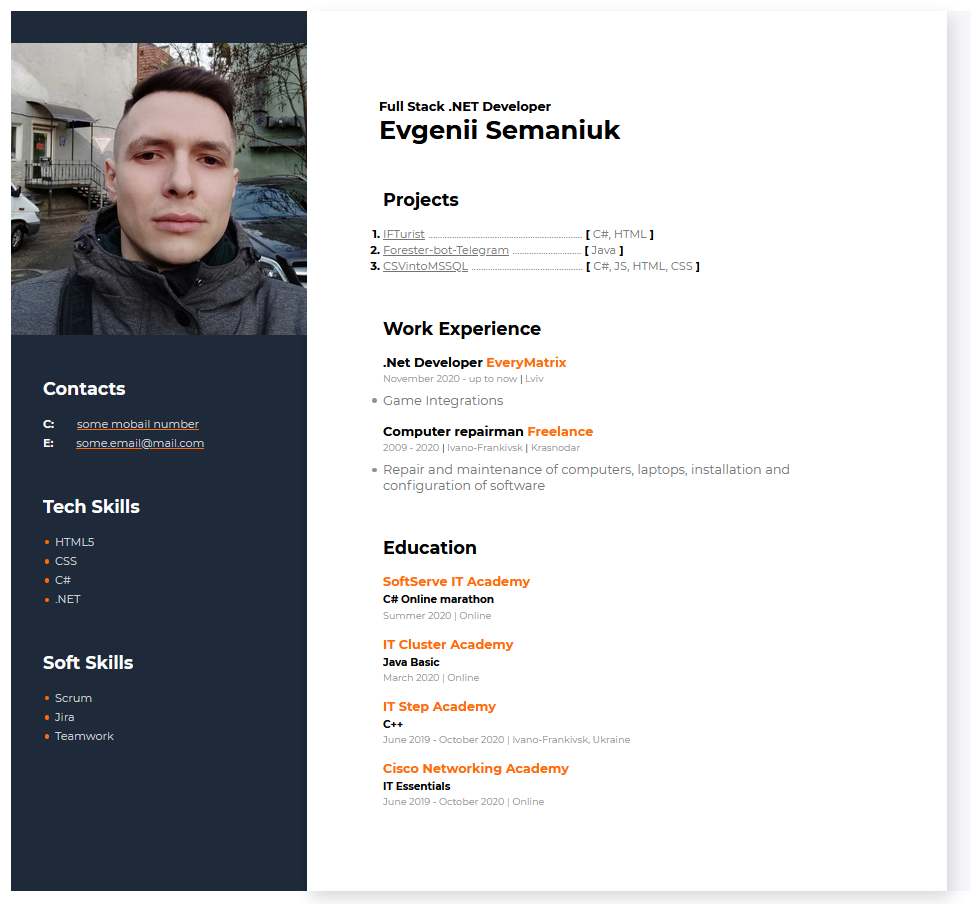 Full Stack .NET Developer
Evgenii Semaniuk
Projects
1. IFTurist ........................................................ [ C#, HTML ]
2. Forester-bot-Telegram ......................... [ Java ]
3. CSVintoMSSQL ........................................ [ C#, JS, HTML, CSS ]
Work Experience
.Net Developer EveryMatrix
November 2020 - up to now | Lviv
• Game Integrations
Computer repairman Freelance
2009 - 2020 | Ivano-Frankivsk | Krasnodar
• Repair and maintenance of computers, laptops, installation and
configuration of software
Education
SoftServe IT Academy
C# Online marathon
Summer 2020 | Online
IT Cluster Academy
Java Basic
March 2020 | Online
IT Step Academy
C++
June 2019 - October 2020 | Ivano-Frankivsk, Ukraine
Cisco Networking Academy
IT Essentials
June 2019 - October 2020 | Online
Contacts
C: some mobail number
E: some.email@mail.com
Tech Skills
• HTML5
• CSS
• C#
• .NET
Soft Skills
• Scrum
• Jira
• Teamwork